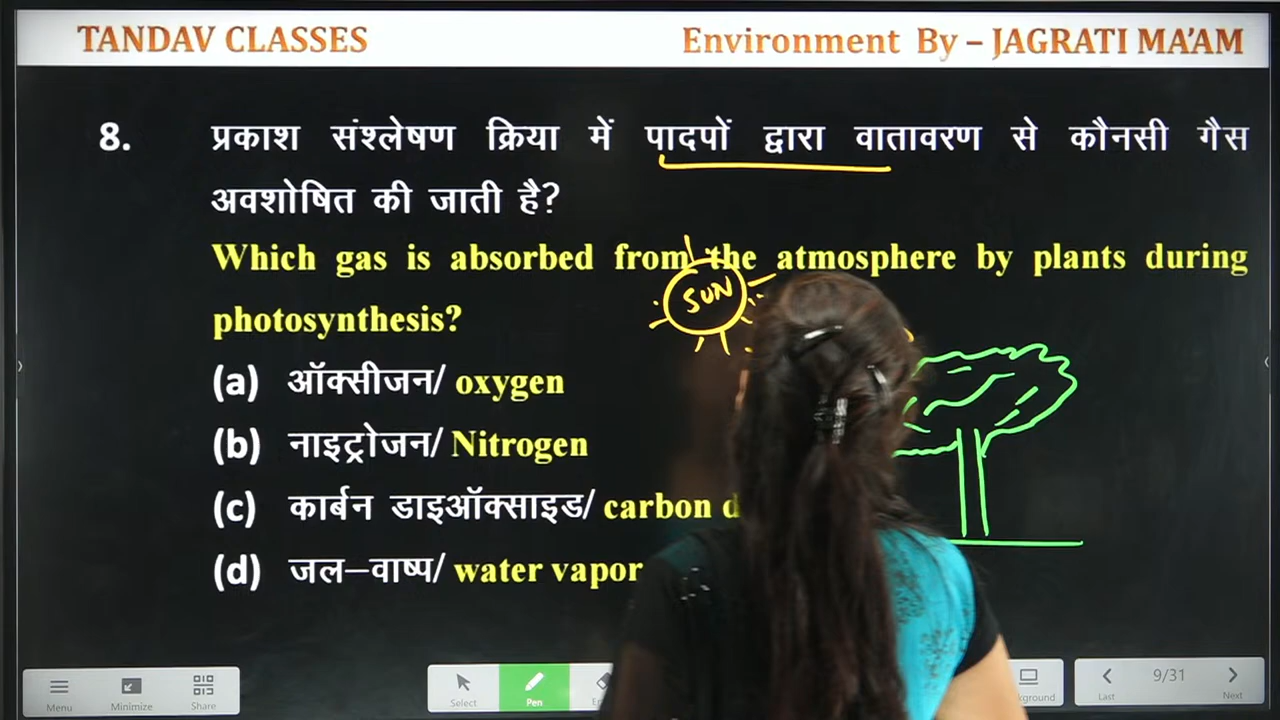 TANDAV CLASSES
Environment By – JAGRATI MA'AM
8. प्रकाश संश्लेषण क्रिया में पादपों द्वारा वातावरण से कौनसी गैस
अवशोषित की जाती है?
Which gas is absorbed from the atmosphere by plants during
photosynthesis?
SUN
(a) ऑक्सीजन/ oxygen
(b) नाइट्रोजन/ Nitrogen
(c) कार्बन डाइऑक्साइड/ carbon d
(d) जल–वाष्प/ water vapor
Menu Minimize Share Select Pen kground Last 9/31 Next